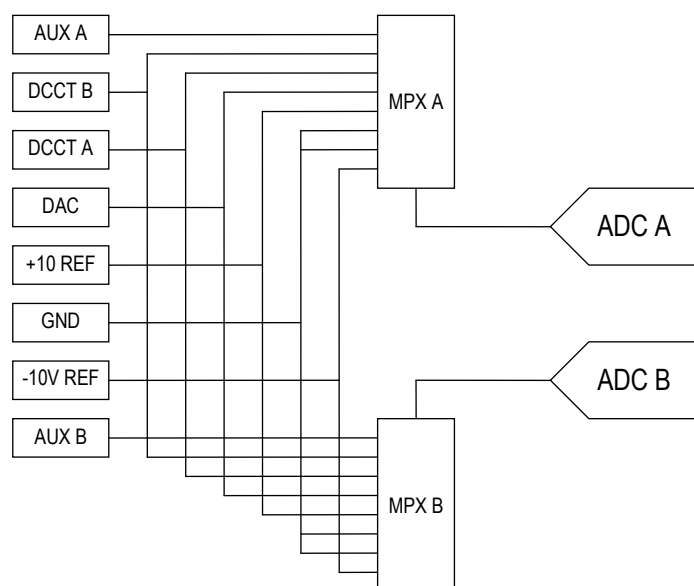 AUX A
DCCT B
DCCT A
DAC
+10 REF
GND
-10V REF
AUX B
MPX A
ADC A
ADC B
MPX B